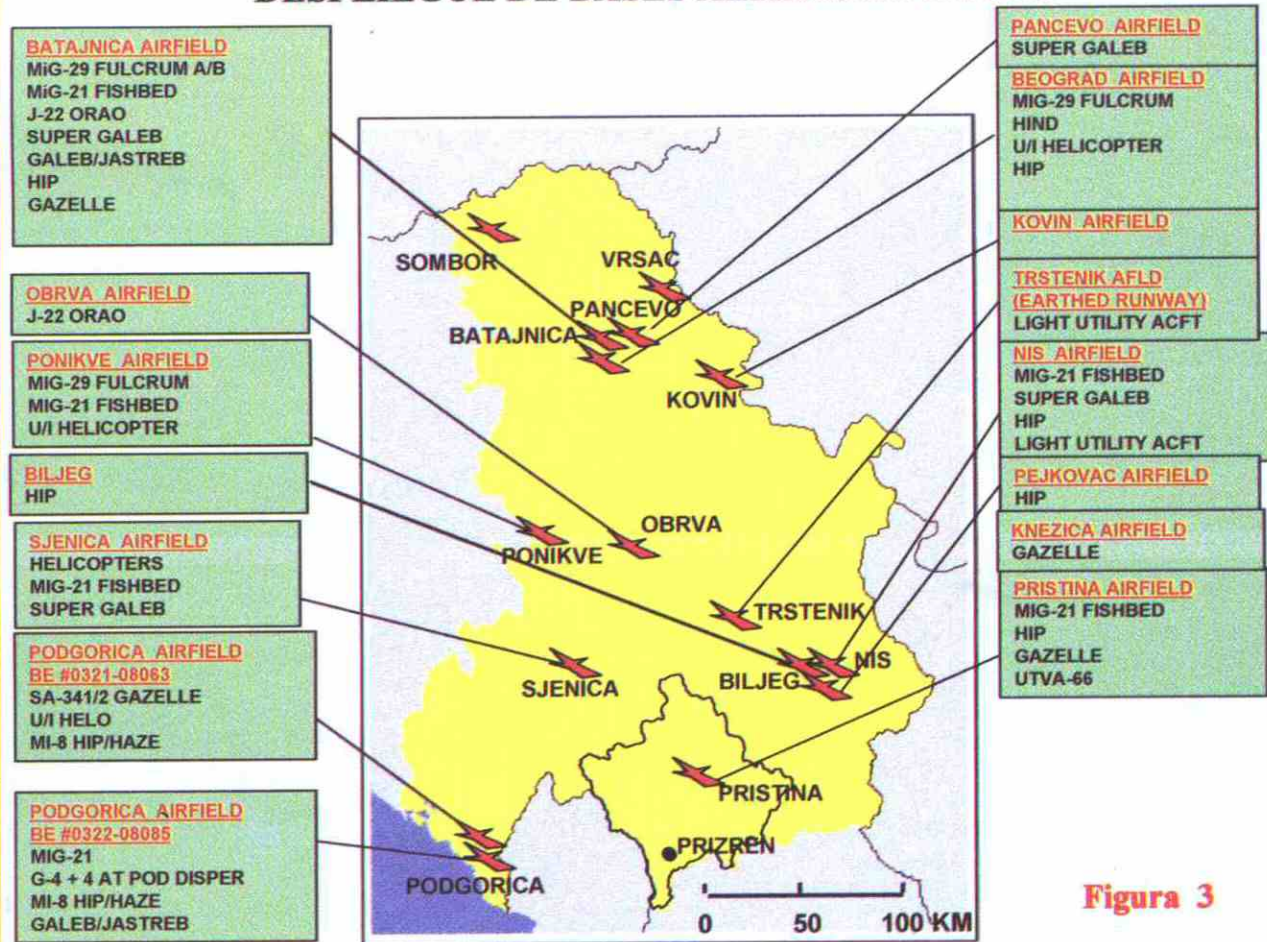 BATAJNICA AIRFIELD
MiG-29 FULCRUM A/B
MiG-21 FISHBED
J-22 ORAO
SUPER GALEB
GALEB/JASTREB
HIP
GAZELLE
OBRVA AIRFIELD
J-22 ORAO
PONIKVE AIRFIELD
MIG-29 FULCRUM
MIG-21 FISHBED
U/I HELICOPTER
BILJEG
HIP
SJENICA AIRFIELD
HELICOPTERS
MIG-21 FISHBED
SUPER GALEB
PODGORICA AIRFIELD
BE #0321-08063
SA-341/2 GAZELLE
U/I HELO
MI-8 HIP/HAZE
PODGORICA AIRFIELD
BE #0322-08085
MIG-21
G-4 + 4 AT POD DISPER
MI-8 HIP/HAZE
GALEB/JASTREB
SOMBOR
VRSAC
PANCEVO
BATAJNICA
KOVIN
OBRVA
PONIKVE
TRSTENIK
NIS
BILJEG
SJENICA
PRISTINA
PRIZREN
PODGORICA
0 50 100 KM
PANCEVO AIRFIELD
SUPER GALEB
BEOGRAD AIRFIELD
MIG-29 FULCRUM
HIND
U/I HELICOPTER
HIP
KOVIN AIRFIELD
TRSTENIK AFLD
(EARTHED RUNWAY)
LIGHT UTILITY ACFT
NIS AIRFIELD
MIG-21 FISHBED
SUPER GALEB
HIP
LIGHT UTILITY ACFT
PEJKOVAC AIRFIELD
HIP
KNEZICA AIRFIELD
GAZELLE
PRISTINA AIRFIELD
MIG-21 FISHBED
HIP
GAZELLE
UTVA-66
Figura 3